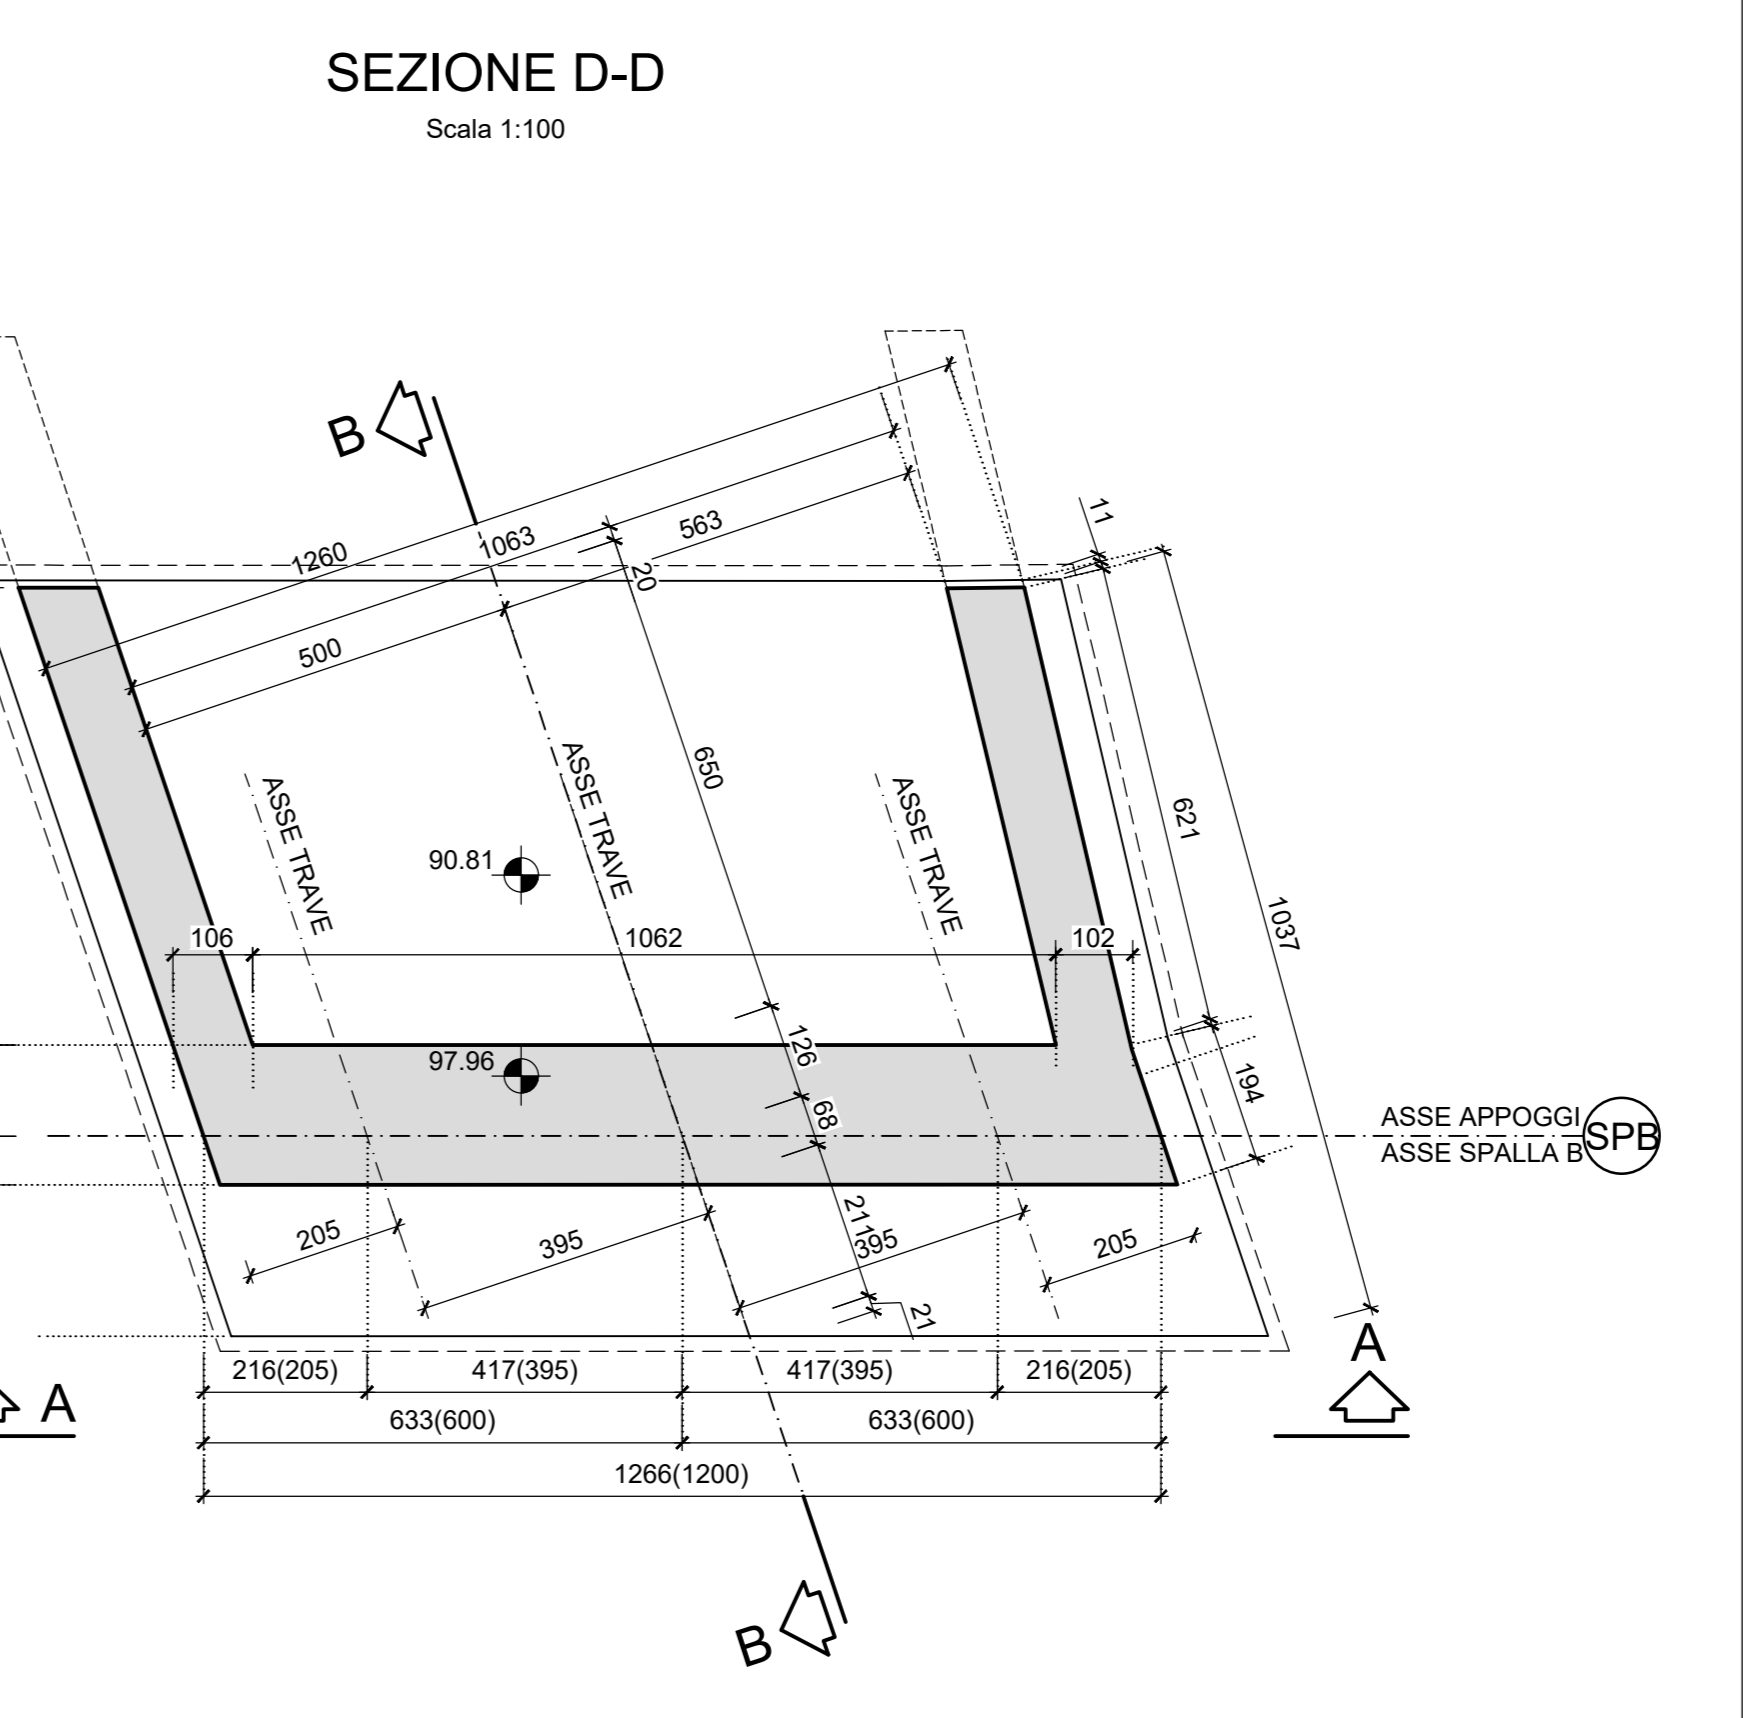 SEZIONE D-D
Scala 1:100
B
11
1260
1063
563
20
500
650
ASSE TRAVE
ASSE TRAVE
ASSE TRAVE
621
90.81
1037
106
1062
102
126
97.96
194
68
ASSE APPOGGI
ASSE SPALLA B
SPB
205
395
211
395
205
21
A
216(205)
417(395)
417(395)
216(205)
A
633(600)
633(600)
1266(1200)
B